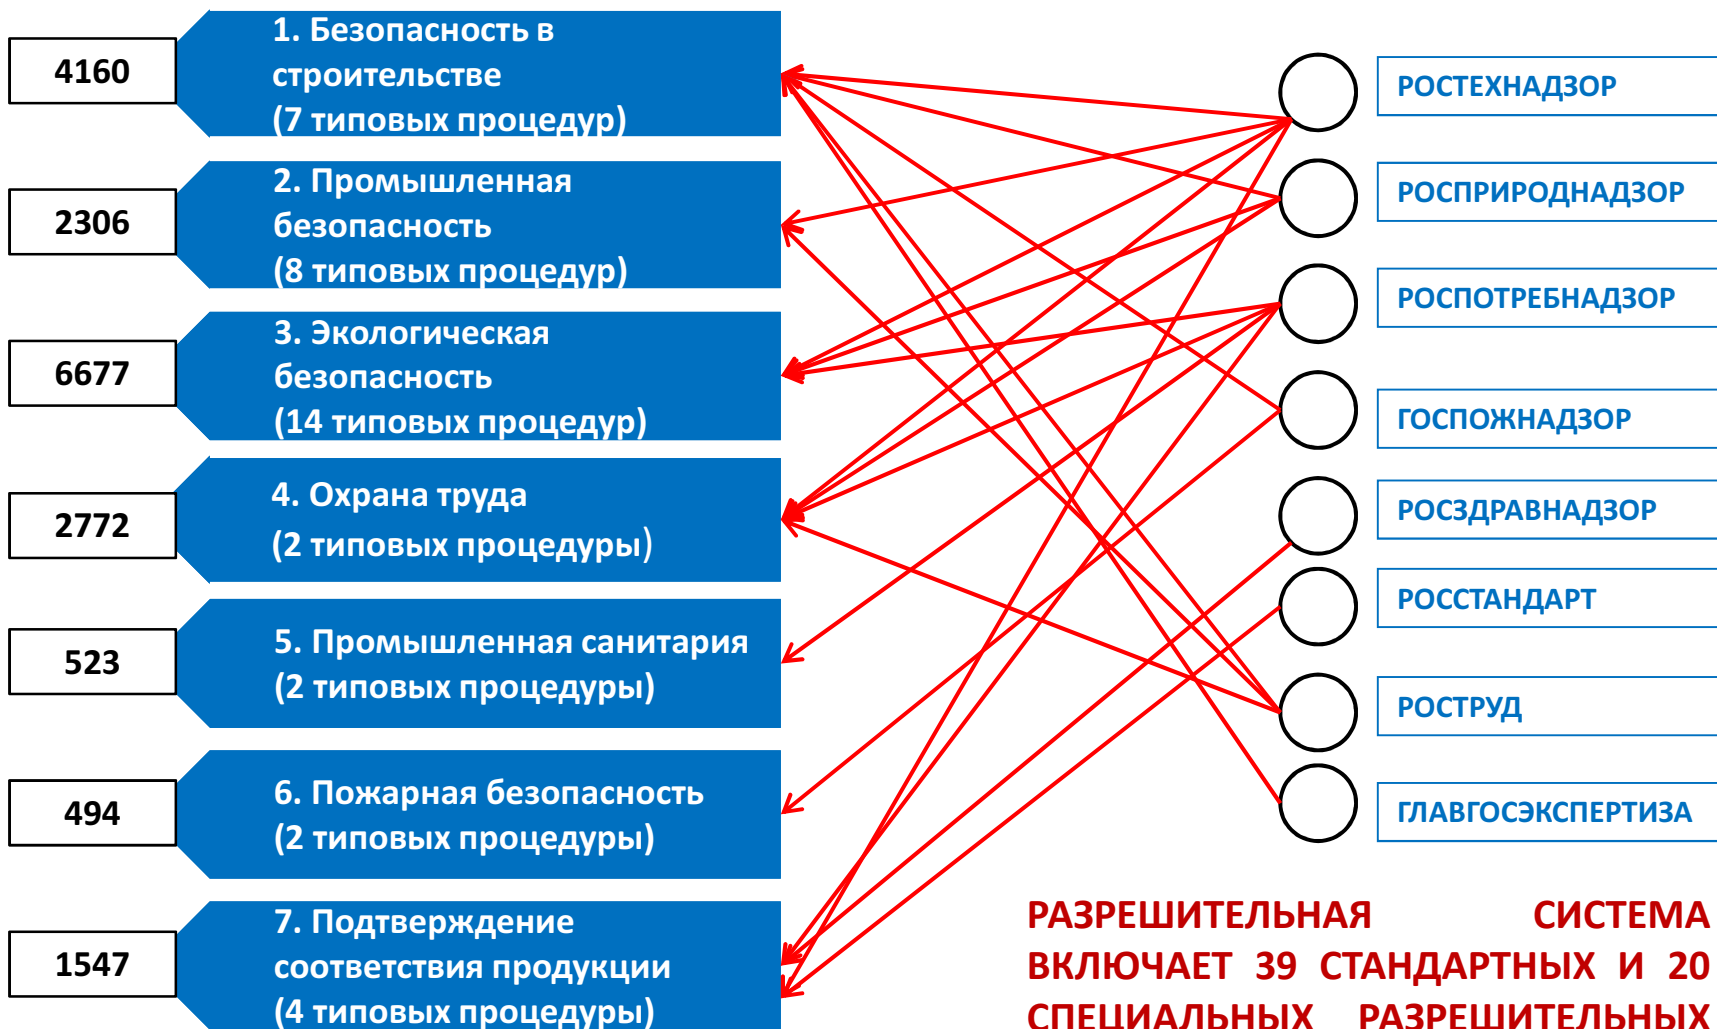 4160
1. Безопасность в
строительстве
(7 типовых процедур)
2306
2. Промышленная
безопасность
(8 типовых процедур)
6677
3. Экологическая
безопасность
(14 типовых процедур)
2772
4. Охрана труда
(2 типовых процедуры)
523
5. Промышленная санитария
(2 типовых процедуры)
494
6. Пожарная безопасность
(2 типовых процедуры)
1547
7. Подтверждение
соответствия продукции
(4 типовых процедуры)
РОСТЕХНАДЗОР
РОСПРИРОДНАДЗОР
РОСПОТРЕБНАДЗОР
ГОСПОЖНАДЗОР
РОСЗДРАВНАДЗОР
РОССТАНДАРТ
РОСТРУД
ГЛАВГОСЭКСПЕРТИЗА
РАЗРЕШИТЕЛЬНАЯ СИСТЕМА
ВКЛЮЧАЕТ 39 СТАНДАРТНЫХ И 20
СПЕЦИАЛЬНЫХ РАЗРЕШИТЕЛЬНЫХ